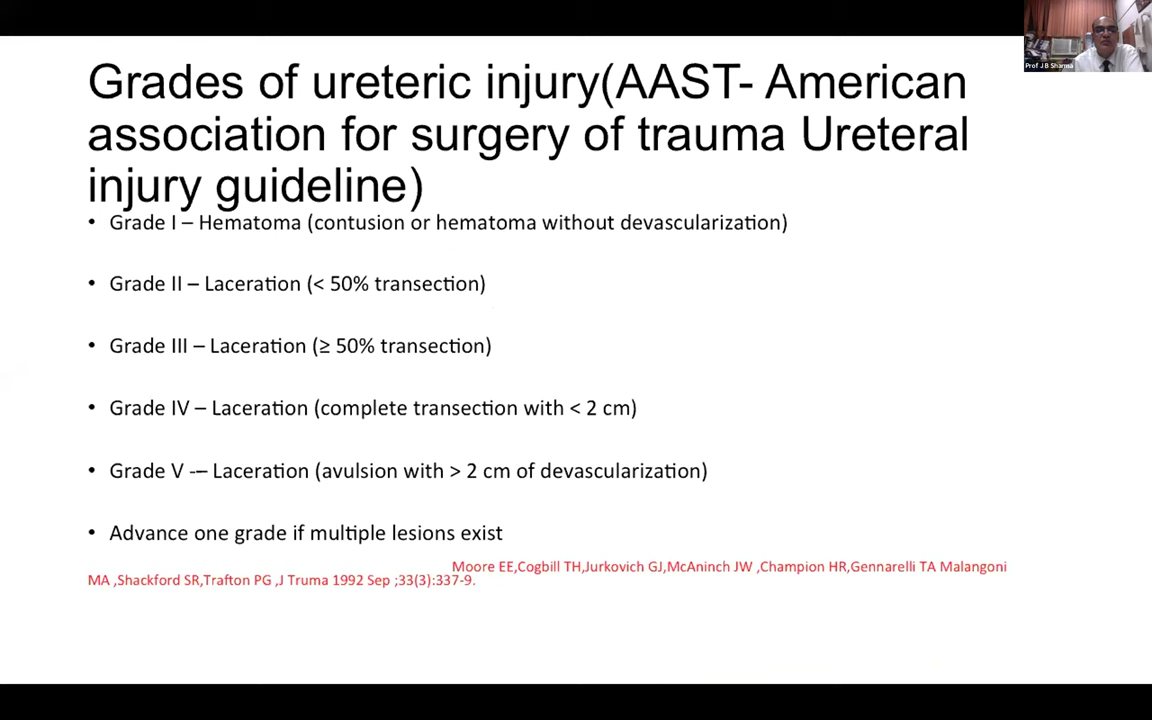 Prof J B Sharma
Grades of ureteric injury(AAST- American
association for surgery of trauma Ureteral
injury guideline)
• Grade I – Hematoma (contusion or hematoma without devascularization)
• Grade II – Laceration (< 50% transection)
• Grade III – Laceration (≥ 50% transection)
• Grade IV – Laceration (complete transection with < 2 cm)
• Grade V -– Laceration (avulsion with > 2 cm of devascularization)
• Advance one grade if multiple lesions exist
Moore EE,Cogbill TH,Jurkovich GJ,McAninch JW ,Champion HR,Gennarelli TA Malangoni
MA ,Shackford SR,Trafton PG ,J Truma 1992 Sep ;33(3):337-9.